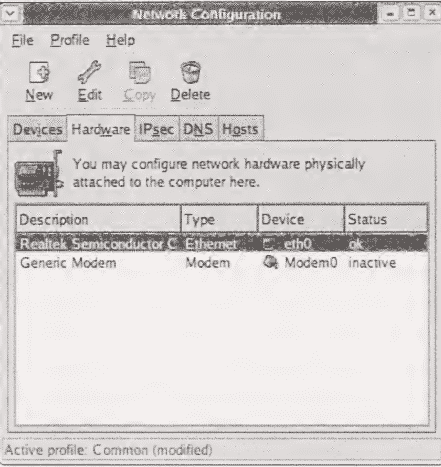 Network Configuration
File Profile Help
New Edit Copy Delete
Devices Hardware IPsec DNS Hosts
You may configure network hardware physically
attached to the computer here.
Description Type Device Status
Realtek Semiconductor C Ethernet eth0 ok
Generic Modem Modem Modem0 inactive
Active profile: Common (modified)